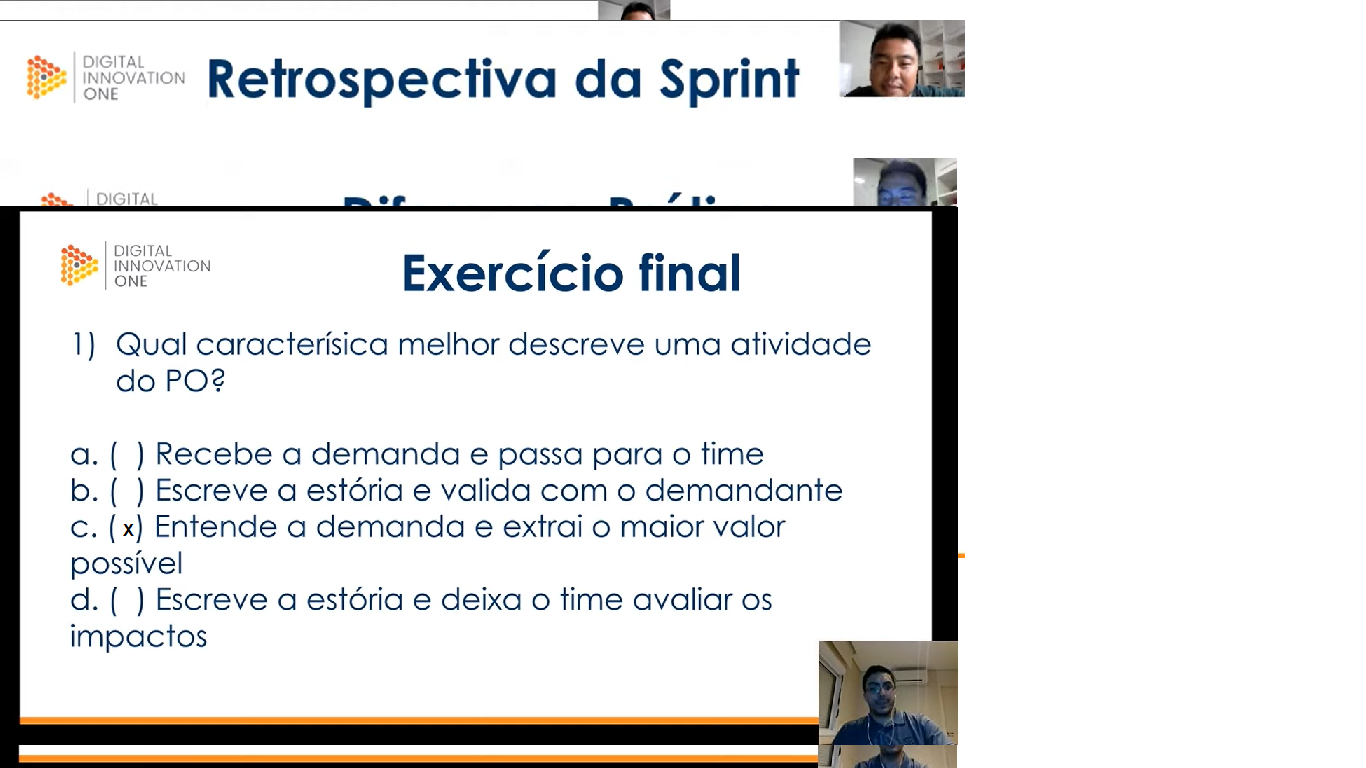 DIGITAL
INNOVATION
ONE
Retrospectiva da Sprint
DIGITAL
DIGITAL
INNOVATION
ONE
Exercício final
1) Qual caracterísica melhor descreve uma atividade
do PO?
a. ( ) Recebe a demanda e passa para o time
b. ( ) Escreve a estória e valida com o demandante
c. ( x) Entende a demanda e extrai o maior valor
possível
d. ( ) Escreve a estória e deixa o time avaliar os
impactos